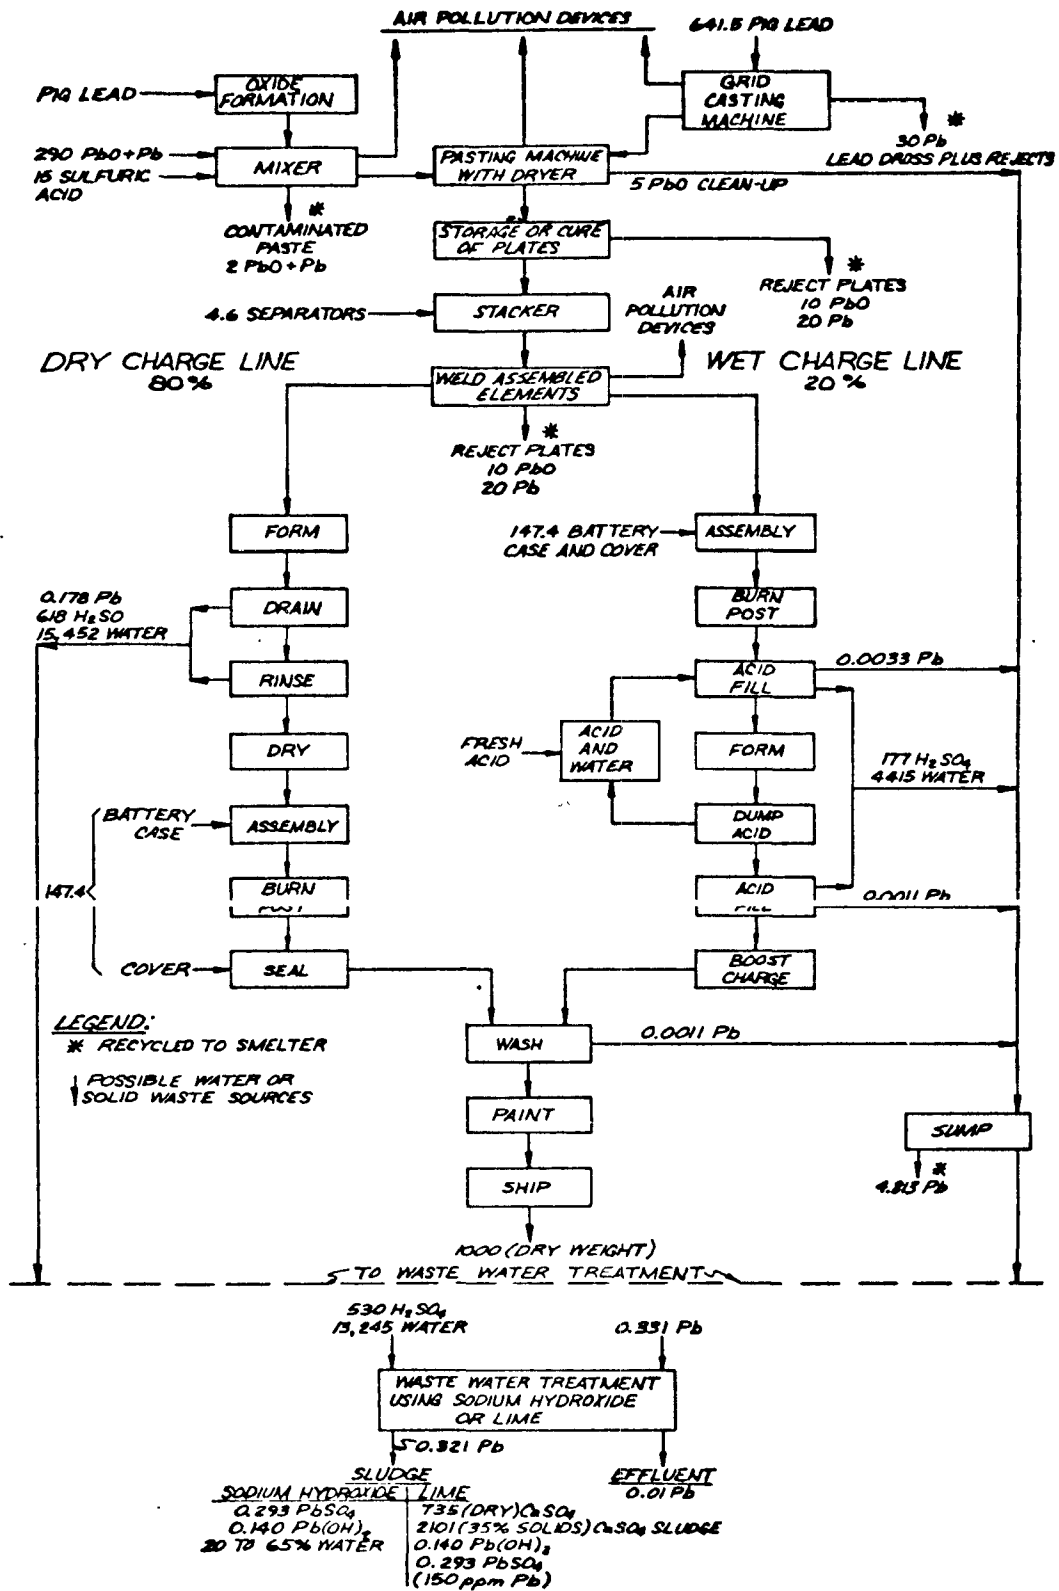 AIR POLLUTION DEVICES
641.5 PIG LEAD
PIG LEAD
OXIDE
FORMATION
GRID
CASTING
MACHINE
30 Pb *
LEAD DROSS PLUS REJECTS
290 PbO+Pb
15 SULFURIC
ACID
MIXER
PASTING MACHINE
WITH DRYER
5 PbO CLEAN-UP
*
CONTAMINATED
PASTE
2 PbO+Pb
STORAGE OR CURE
OF PLATES
*
REJECT PLATES
10 PbO
20 Pb
4.6 SEPARATORS
STACKER
AIR
POLLUTION
DEVICES
DRY CHARGE LINE
80%
WET CHARGE LINE
20%
WELD ASSEMBLED
ELEMENTS
*
REJECT PLATES
10 PbO
20 Pb
FORM
147.4 BATTERY
CASE AND COVER
ASSEMBLY
0.178 Pb
618 H2SO
15,452 WATER
DRAIN
BURN
POST
RINSE
ACID
FILL
0.0033 Pb
DRY
FRESH
ACID
ACID
AND
WATER
FORM
177 H2SO4
4415 WATER
BATTERY
CASE
ASSEMBLY
DUMP
ACID
147.4
BURN
ACID
FILL
0.0011 Pb
COVER
SEAL
BOOST
CHARGE
LEGEND:
* RECYCLED TO SMELTER
POSSIBLE WATER OR
SOLID WASTE SOURCES
WASH
0.0011 Pb
PAINT
SUMP
*
4.813 Pb
SHIP
1000 (DRY WEIGHT)
TO WASTE WATER TREATMENT
530 H2SO4
13,245 WATER
0.331 Pb
WASTE WATER TREATMENT
USING SODIUM HYDROXIDE
OR LIME
0.321 Pb
SLUDGE
EFFLUENT
0.01 Pb
SODIUM HYDROXIDE
0.293 PbSO4
0.140 Pb(OH)2
20 TO 65% WATER
LIME
735 (DRY) CaSO4
2101 (35% SOLIDS) CaSO4 SLUDGE
0.140 Pb(OH)2
0.293 PbSO4
(150 ppm Pb)